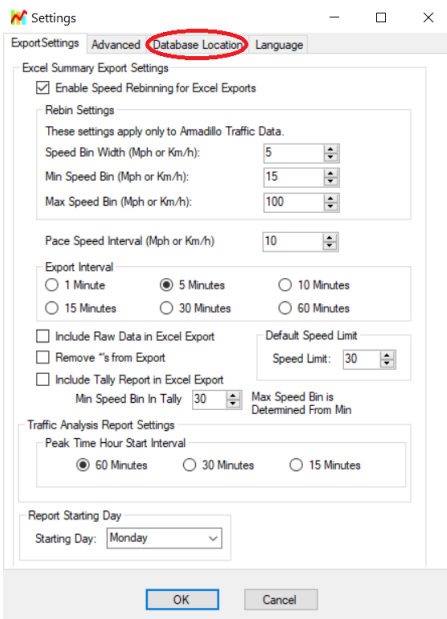 Settings
ExportSettings Advanced Database Location Language
Excel Summary Export Settings
Enable Speed Rebinning for Excel Exports
Rebin Settings
These settings apply only to Armadillo Traffic Data.
Speed Bin Width (Mph or Km/h): 5
Min Speed Bin (Mph or Km/h): 15
Max Speed Bin (Mph or Km/h): 100
Pace Speed Interval (Mph or Km/h) 10
Export Interval
1 Minute 5 Minutes 10 Minutes
15 Minutes 30 Minutes 60 Minutes
Include Raw Data in Excel Export Default Speed Limit
Remove *'s from Export Speed Limit: 30
Include Tally Report in Excel Export
Min Speed Bin In Tally 30 Max Speed Bin is
Determined From Min
Traffic Analysis Report Settings
Peak Time Hour Start Interval
60 Minutes 30 Minutes 15 Minutes
Report Starting Day
Starting Day: Monday
OK Cancel